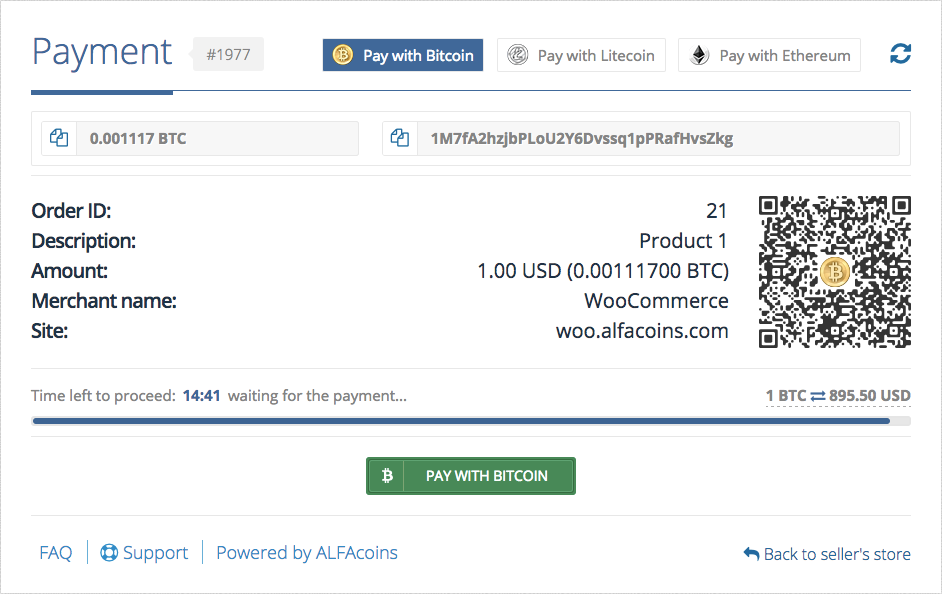 Payment #1977 Pay with Bitcoin Pay with Litecoin Pay with Ethereum
0.001117 BTC 1M7fA2hzjbPLoU2Y6Dvssq1pPRafHvsZkg
Order ID: 21
Description: Product 1
Amount: 1.00 USD (0.00111700 BTC)
Merchant name: WooCommerce
Site: woo.alfacoins.com
Time left to proceed: 14:41 waiting for the payment... 1 BTC ⇄ 895.50 USD
PAY WITH BITCOIN
FAQ Support Powered by ALFAcoins Back to seller's store